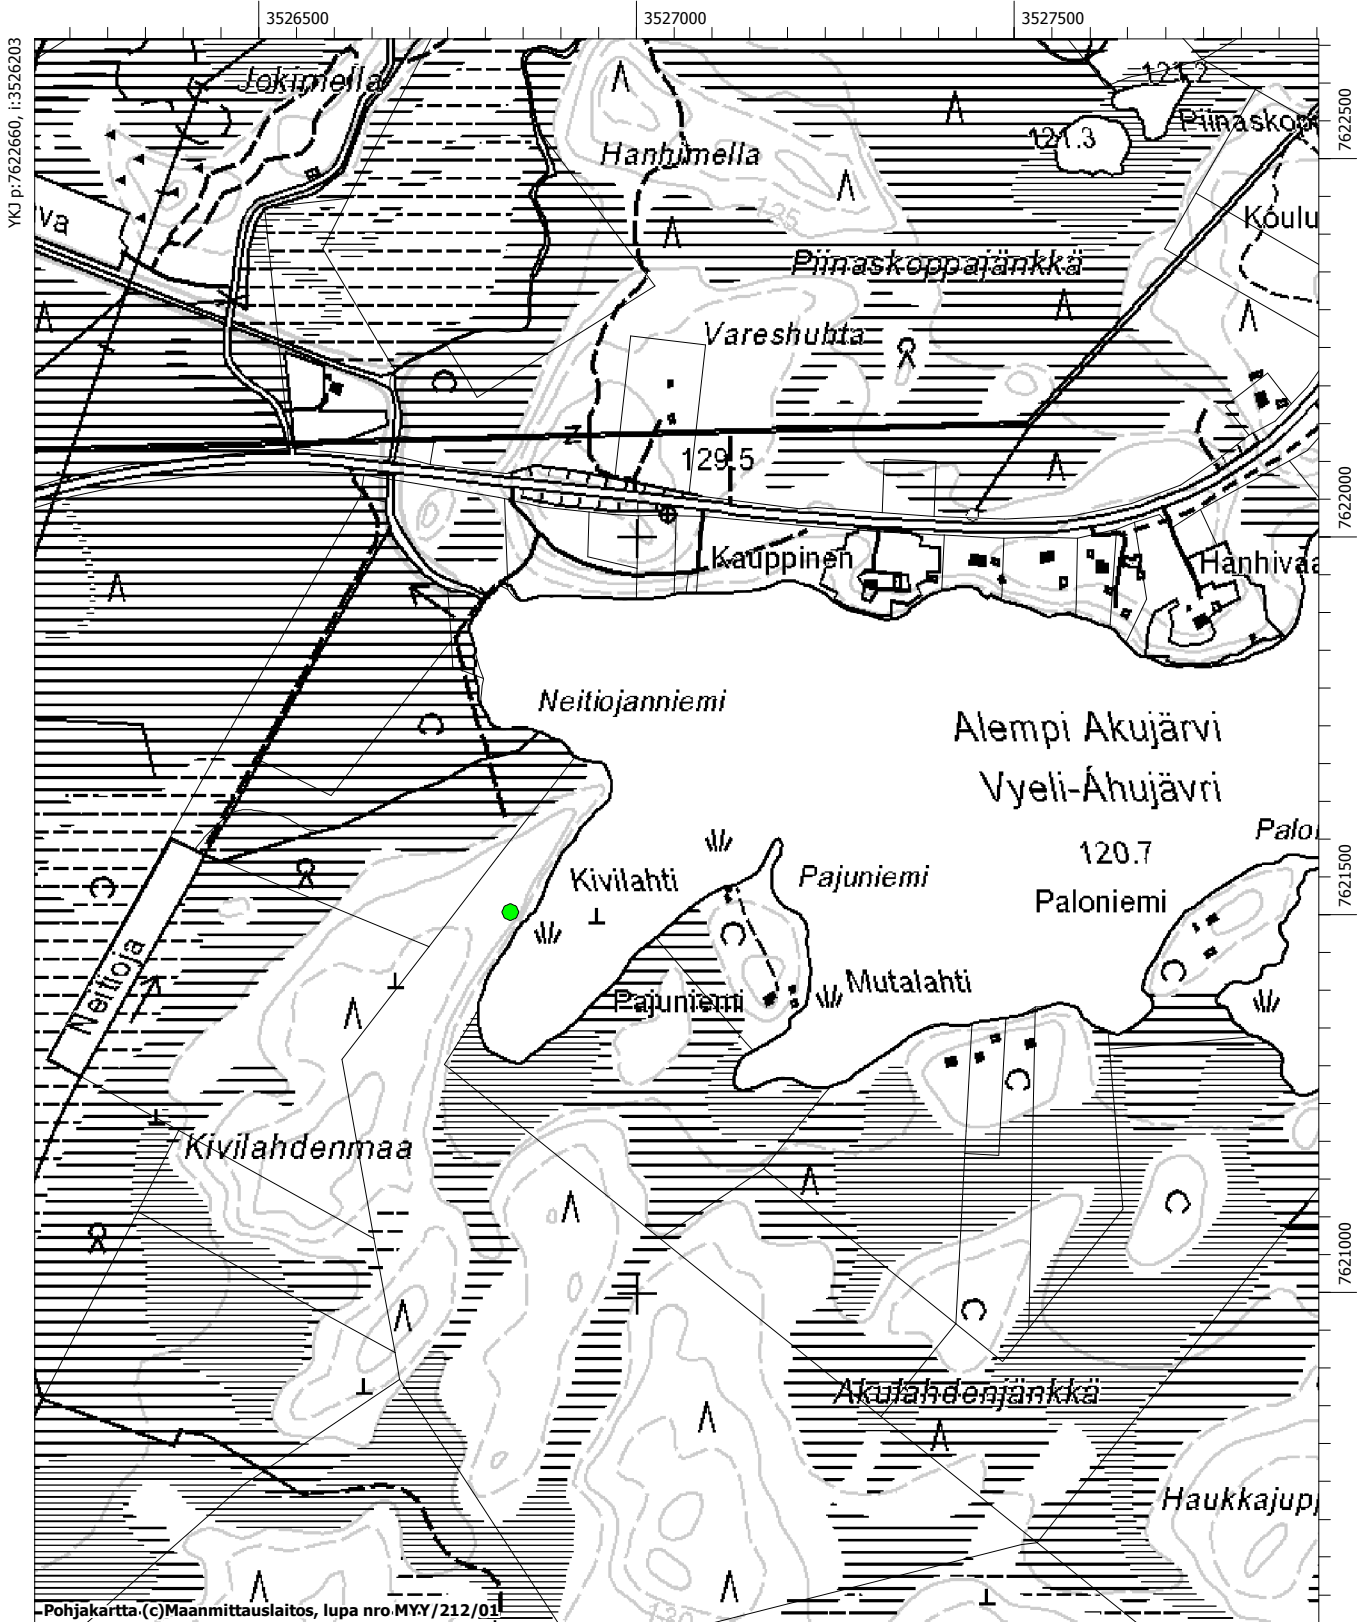 3526500
3527000
3527500
YKJ p:7622660, i:3526203
7622500
7622000
7621500
7621000
Jokimella
121.2
Piinaskop
121.3
Hanhimella
va
125
Koulu
Piinaskoppajänkkä
Vareshuhta
Z
129.5
Kauppinen
Hanhivaa
Neitiojanniemi
Alempi Akujärvi
Vyeli-Áhujävri
120.7
Palo
Kivilahti
Pajuniemi
Paloniemi
Neitioja
Pajuniemi
Mutalahti
Kivilahdenmaa
Akulahdenjänkkä
Haukkajup
130
Pohjakartta (c)Maanmittauslaitos, lupa nro MYY/212/01